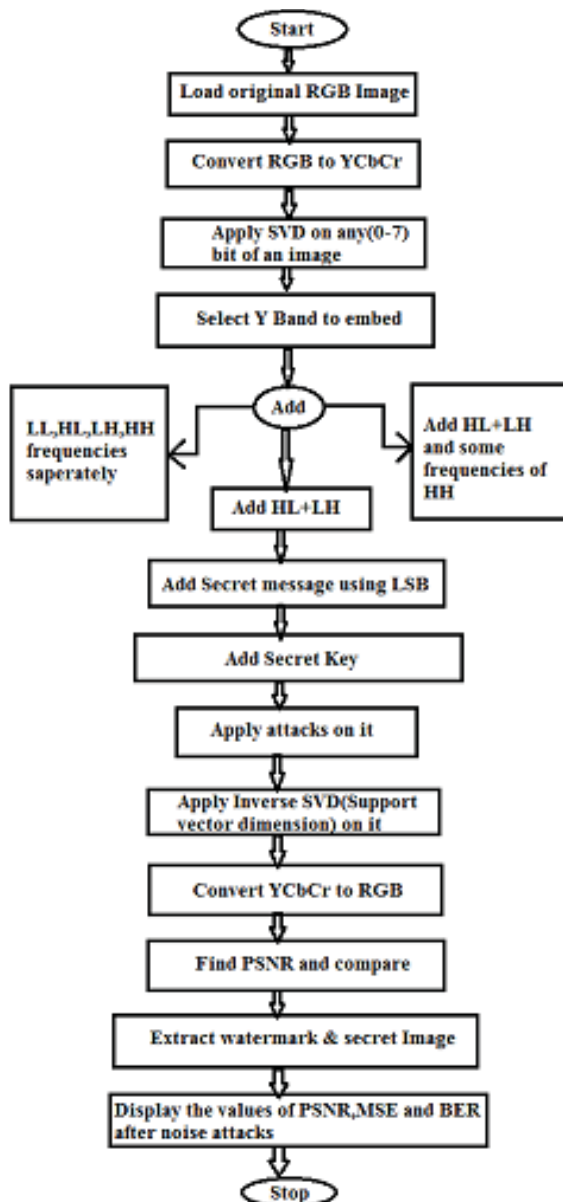 Start
Load original RGB Image
Convert RGB to YCbCr
Apply SVD on any(0-7)
bit of an image
Select Y Band to embed
Add
LL,HL,LH,HH
frequencies
saperately
Add HL+LH
and some
frequencies of
HH
Add HL+LH
Add Secret message using LSB
Add Secret Key
Apply attacks on it
Apply Inverse SVD(Support
vector dimension) on it
Convert YCbCr to RGB
Find PSNR and compare
Extract watermark & secret Image
Display the values of PSNR,MSE and BER
after noise attacks
Stop